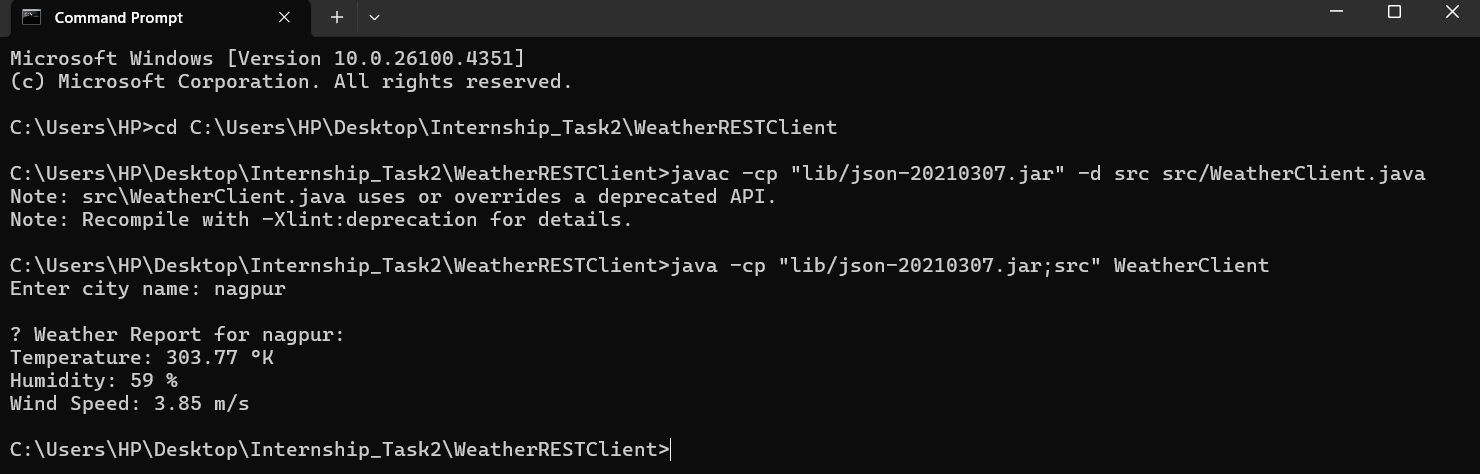 Command Prompt
Microsoft Windows [Version 10.0.26100.4351]
(c) Microsoft Corporation. All rights reserved.
C:\Users\HP>cd C:\Users\HP\Desktop\Internship_Task2\WeatherRESTClient
C:\Users\HP\Desktop\Internship_Task2\WeatherRESTClient>javac -cp "lib/json-20210307.jar" -d src src/WeatherClient.java
Note: src\WeatherClient.java uses or overrides a deprecated API.
Note: Recompile with -Xlint:deprecation for details.
C:\Users\HP\Desktop\Internship_Task2\WeatherRESTClient>java -cp "lib/json-20210307.jar;src" WeatherClient
Enter city name: nagpur
? Weather Report for nagpur:
Temperature: 303.77 °K
Humidity: 59 %
Wind Speed: 3.85 m/s
C:\Users\HP\Desktop\Internship_Task2\WeatherRESTClient>